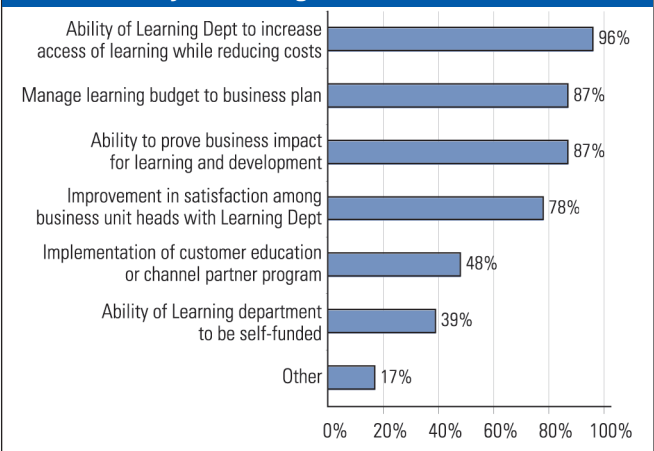 Ability of Learning Dept to increase
access of learning while reducing costs
96%
Manage learning budget to business plan
87%
Ability to prove business impact
for learning and development
87%
Improvement in satisfaction among
business unit heads with Learning Dept
78%
Implementation of customer education
or channel partner program
48%
Ability of Learning department
to be self-funded
39%
Other
17%
0% 20% 40% 60% 80% 100%